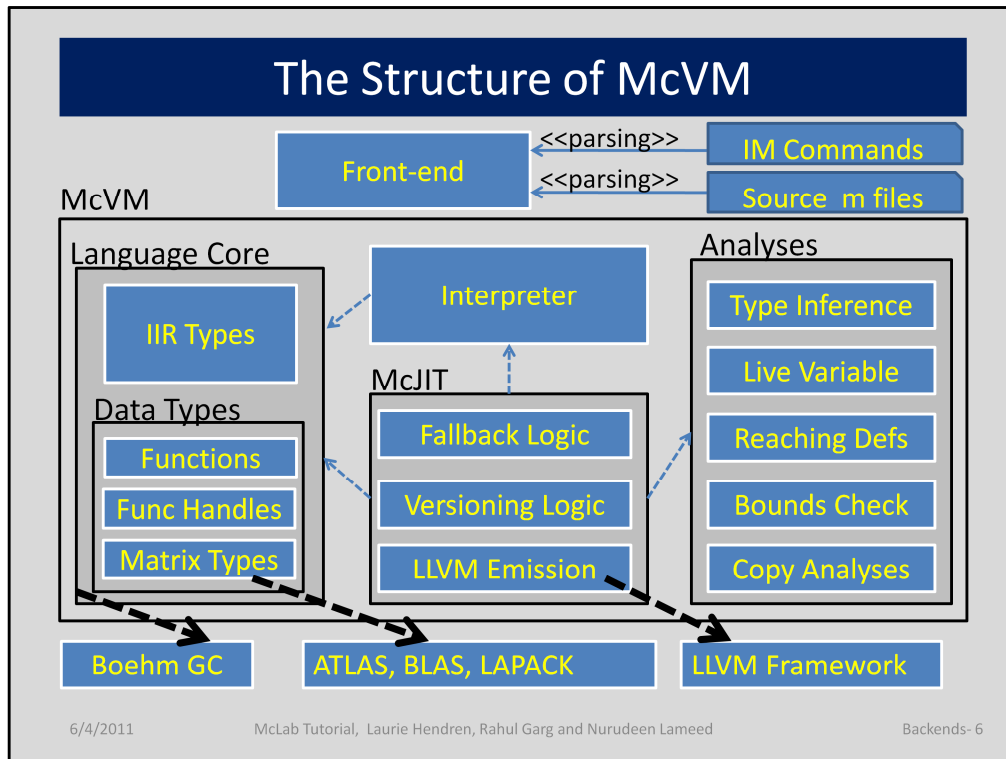 The Structure of McVM
<<parsing>>
IM Commands
Front-end
<<parsing>>
Source m files
McVM
Language Core
Analyses
IIR Types
Interpreter
Type Inference
Live Variable
McJIT
Data Types
Fallback Logic
Reaching Defs
Functions
Func Handles
Versioning Logic
Bounds Check
Matrix Types
LLVM Emission
Copy Analyses
Boehm GC
ATLAS, BLAS, LAPACK
LLVM Framework
6/4/2011
McLab Tutorial, Laurie Hendren, Rahul Garg and Nurudeen Lameed
Backends- 6